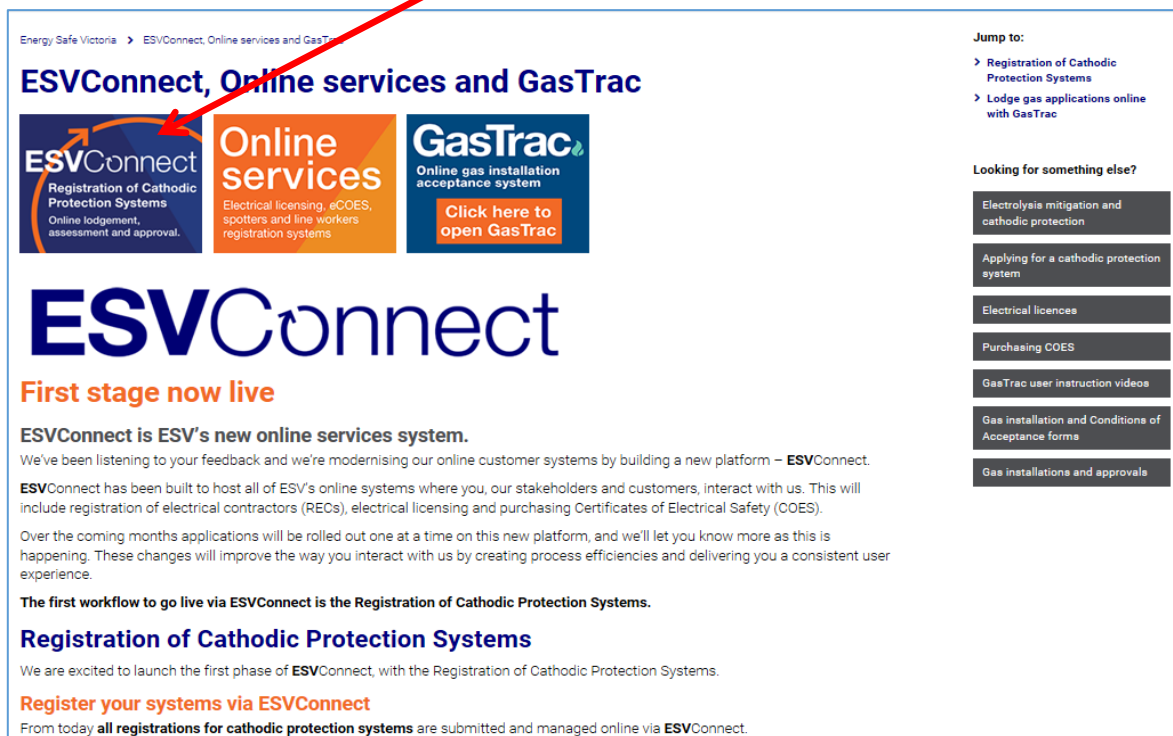 Energy Safe Victoria > ESVConnect, Online services and GasTrac
ESVConnect, Online services and GasTrac
ESVConnect
Registration of Cathodic
Protection Systems
Online lodgement,
assessment and approval.
Online
services
Electrical licensing, eCOES,
spotters and line workers
registration systems
GasTrac
Online gas installation
acceptance system
Click here to
open GasTrac
ESVConnect
First stage now live
ESVConnect is ESV's new online services system.
We've been listening to your feedback and we're modernising our online customer systems by building a new platform – ESVConnect.
ESVConnect has been built to host all of ESV's online systems where you, our stakeholders and customers, interact with us. This will
include registration of electrical contractors (RECs), electrical licensing and purchasing Certificates of Electrical Safety (COES).
Over the coming months applications will be rolled out one at a time on this new platform, and we'll let you know more as this is
happening. These changes will improve the way you interact with us by creating process efficiencies and delivering you a consistent user
experience.
The first workflow to go live via ESVConnect is the Registration of Cathodic Protection Systems.
Registration of Cathodic Protection Systems
We are excited to launch the first phase of ESVConnect, with the Registration of Cathodic Protection Systems.
Register your systems via ESVConnect
From today all registrations for cathodic protection systems are submitted and managed online via ESVConnect.
Jump to:
> Registration of Cathodic
Protection Systems
> Lodge gas applications online
with GasTrac
Looking for something else?
Electrolysis mitigation and
cathodic protection
Applying for a cathodic protection
system
Electrical licences
Purchasing COES
GasTrac user instruction videos
Gas installation and Conditions of
Acceptance forms
Gas installations and approvals